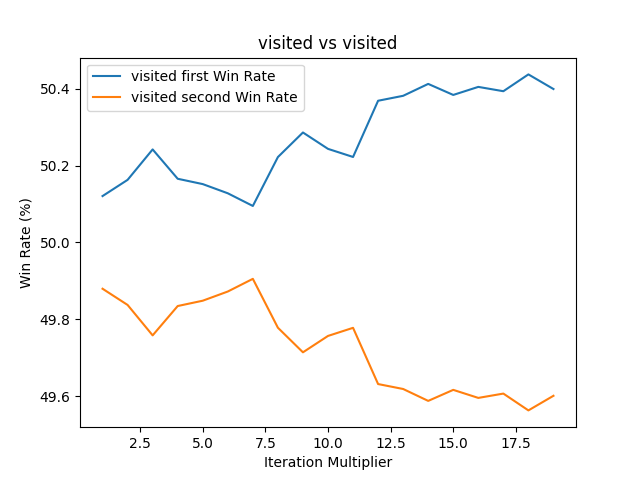 visited vs visited
visited first Win Rate
visited second Win Rate
50.4
50.2
50.0
49.8
49.6
Win Rate (%)
2.5 5.0 7.5 10.0 12.5 15.0 17.5
Iteration Multiplier